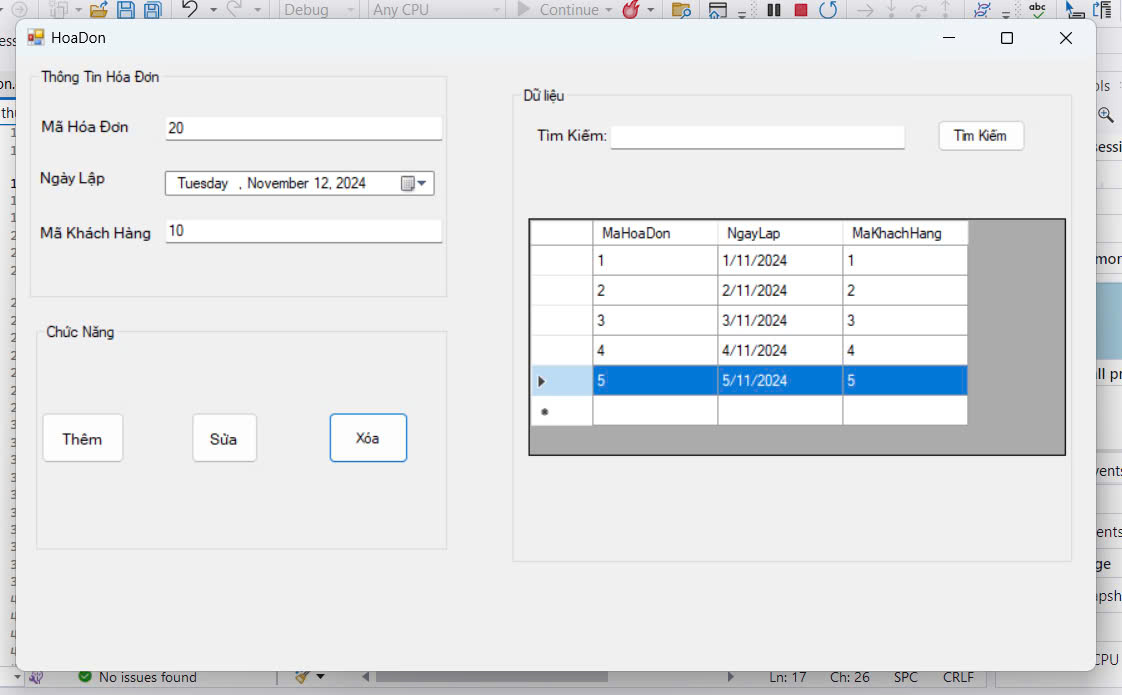 Debug Any CPU Continue
HoaDon
Thông Tin Hóa Đơn
Mã Hóa Đơn 20
Ngày Lập Tuesday , November 12, 2024
Mã Khách Hàng 10
Chức Năng
Thêm Sửa Xóa
Dữ liệu
Tìm Kiếm: Tìm Kiếm
MaHoaDon NgayLap MaKhachHang
1 1/11/2024 1
2 2/11/2024 2
3 3/11/2024 3
4 4/11/2024 4
5 5/11/2024 5
No issues found Ln: 17 Ch: 26 SPC CRLF